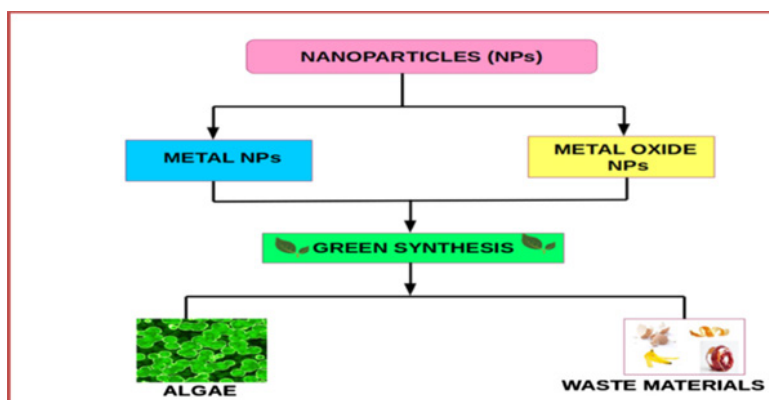 NANOPARTICLES (NPs)
METAL NPs
METAL OXIDE
NPs
GREEN SYNTHESIS
ALGAE
WASTE MATERIALS